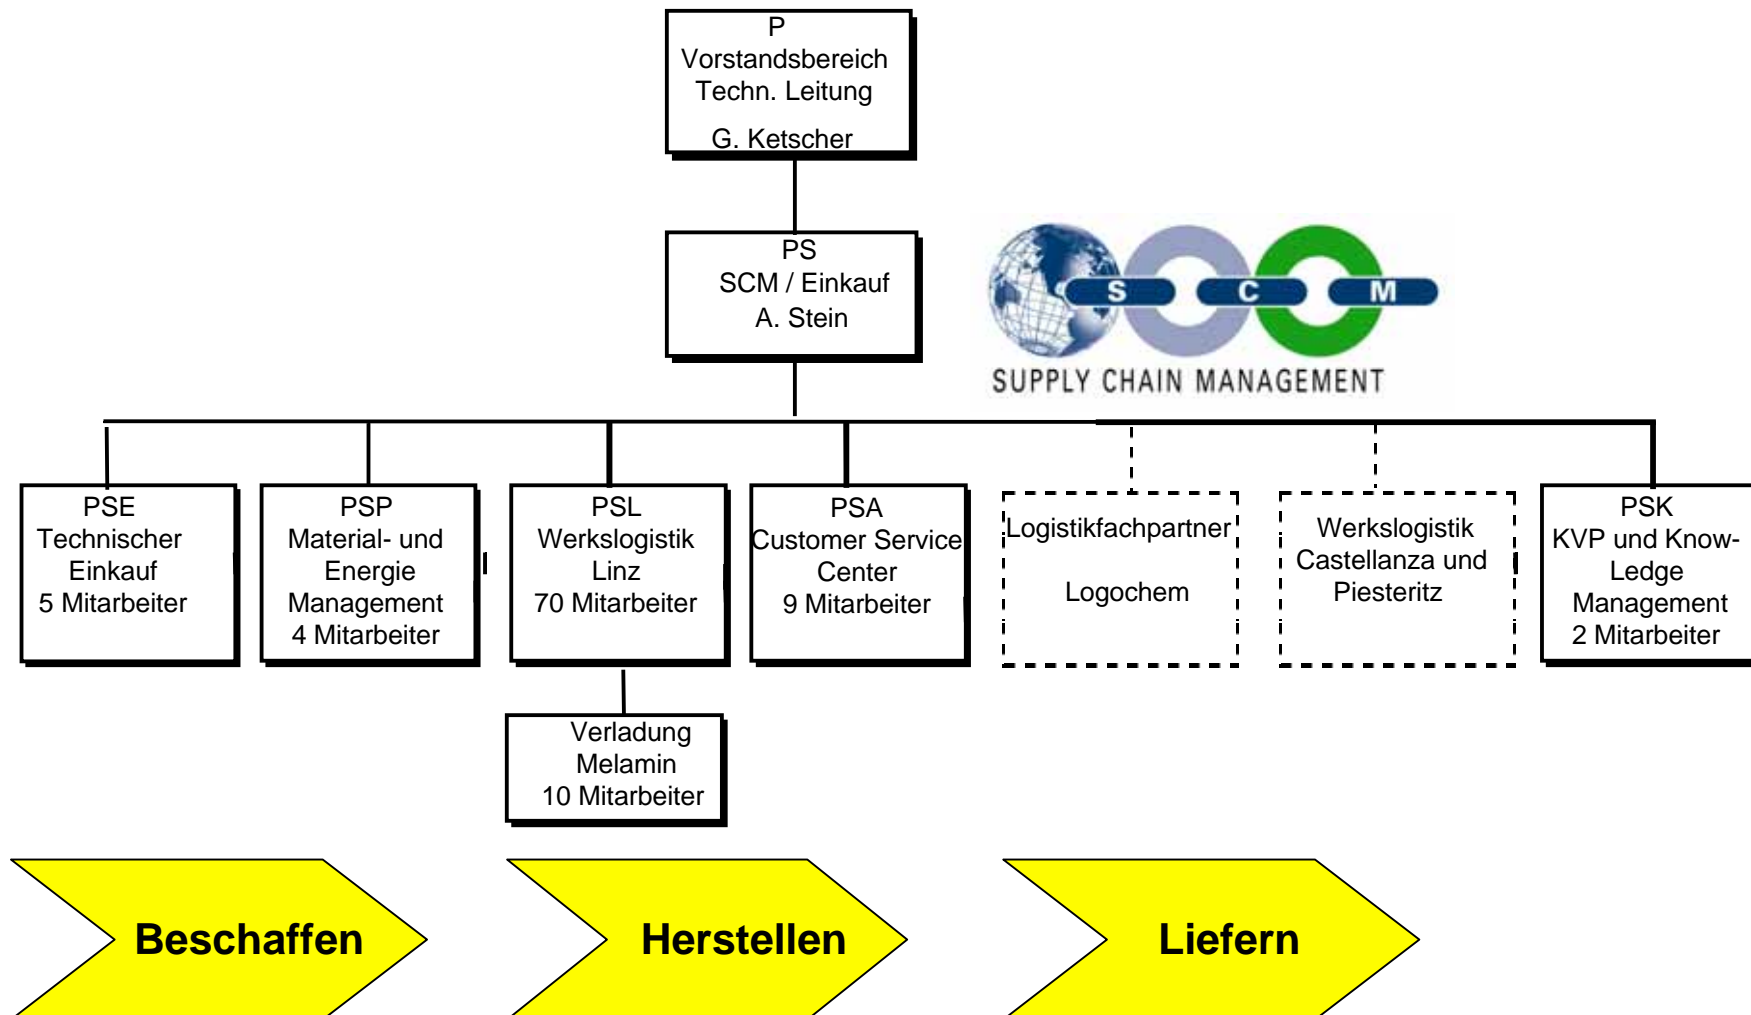 P
Vorstandsbereich
Techn. Leitung
G. Ketscher
PS
SCM / Einkauf
A. Stein
S C M
SUPPLY CHAIN MANAGEMENT
PSE
Technischer
Einkauf
5 Mitarbeiter
PSP
Material- und
Energie
Management
4 Mitarbeiter
PSL
Werkslogistik
Linz
70 Mitarbeiter
PSA
Customer Service
Center
9 Mitarbeiter
Logistikfachpartner
Logochem
Werkslogistik
Castellanza und
Piesteritz
PSK
KVP und Know-
Ledge
Management
2 Mitarbeiter
Verladung
Melamin
10 Mitarbeiter
Beschaffen
Herstellen
Liefern